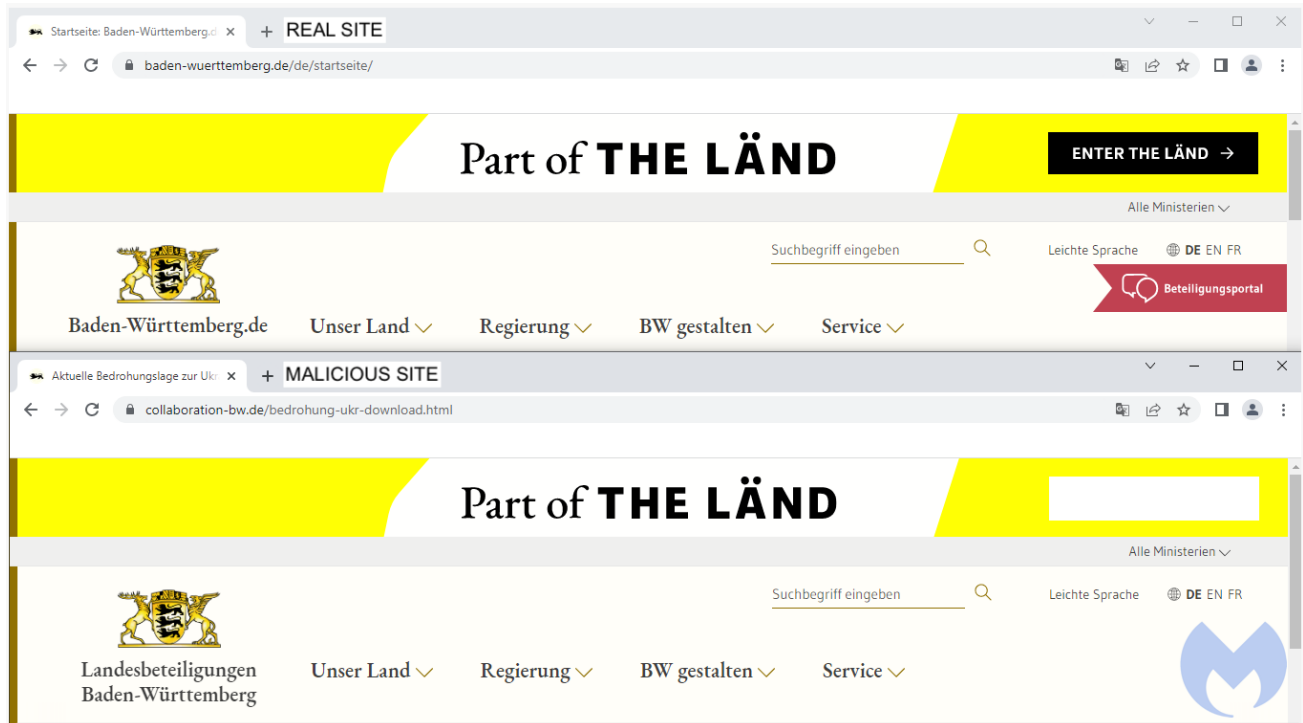 Startseite: Baden-Württemberg.d
REAL SITE
baden-wuerttemberg.de/de/startseite/
Part of THE LÄND
ENTER THE LÄND →
Alle Ministerien
Suchbegriff eingeben
Leichte Sprache
DE EN FR
Beteiligungsportal
Baden-Württemberg.de
Unser Land
Regierung
BW gestalten
Service
Aktuelle Bedrohungslage zur Ukr
MALICIOUS SITE
collaboration-bw.de/bedrohung-ukr-download.html
Part of THE LÄND
Alle Ministerien
Suchbegriff eingeben
Leichte Sprache
DE EN FR
Landesbeteiligungen
Baden-Württemberg
Unser Land
Regierung
BW gestalten
Service